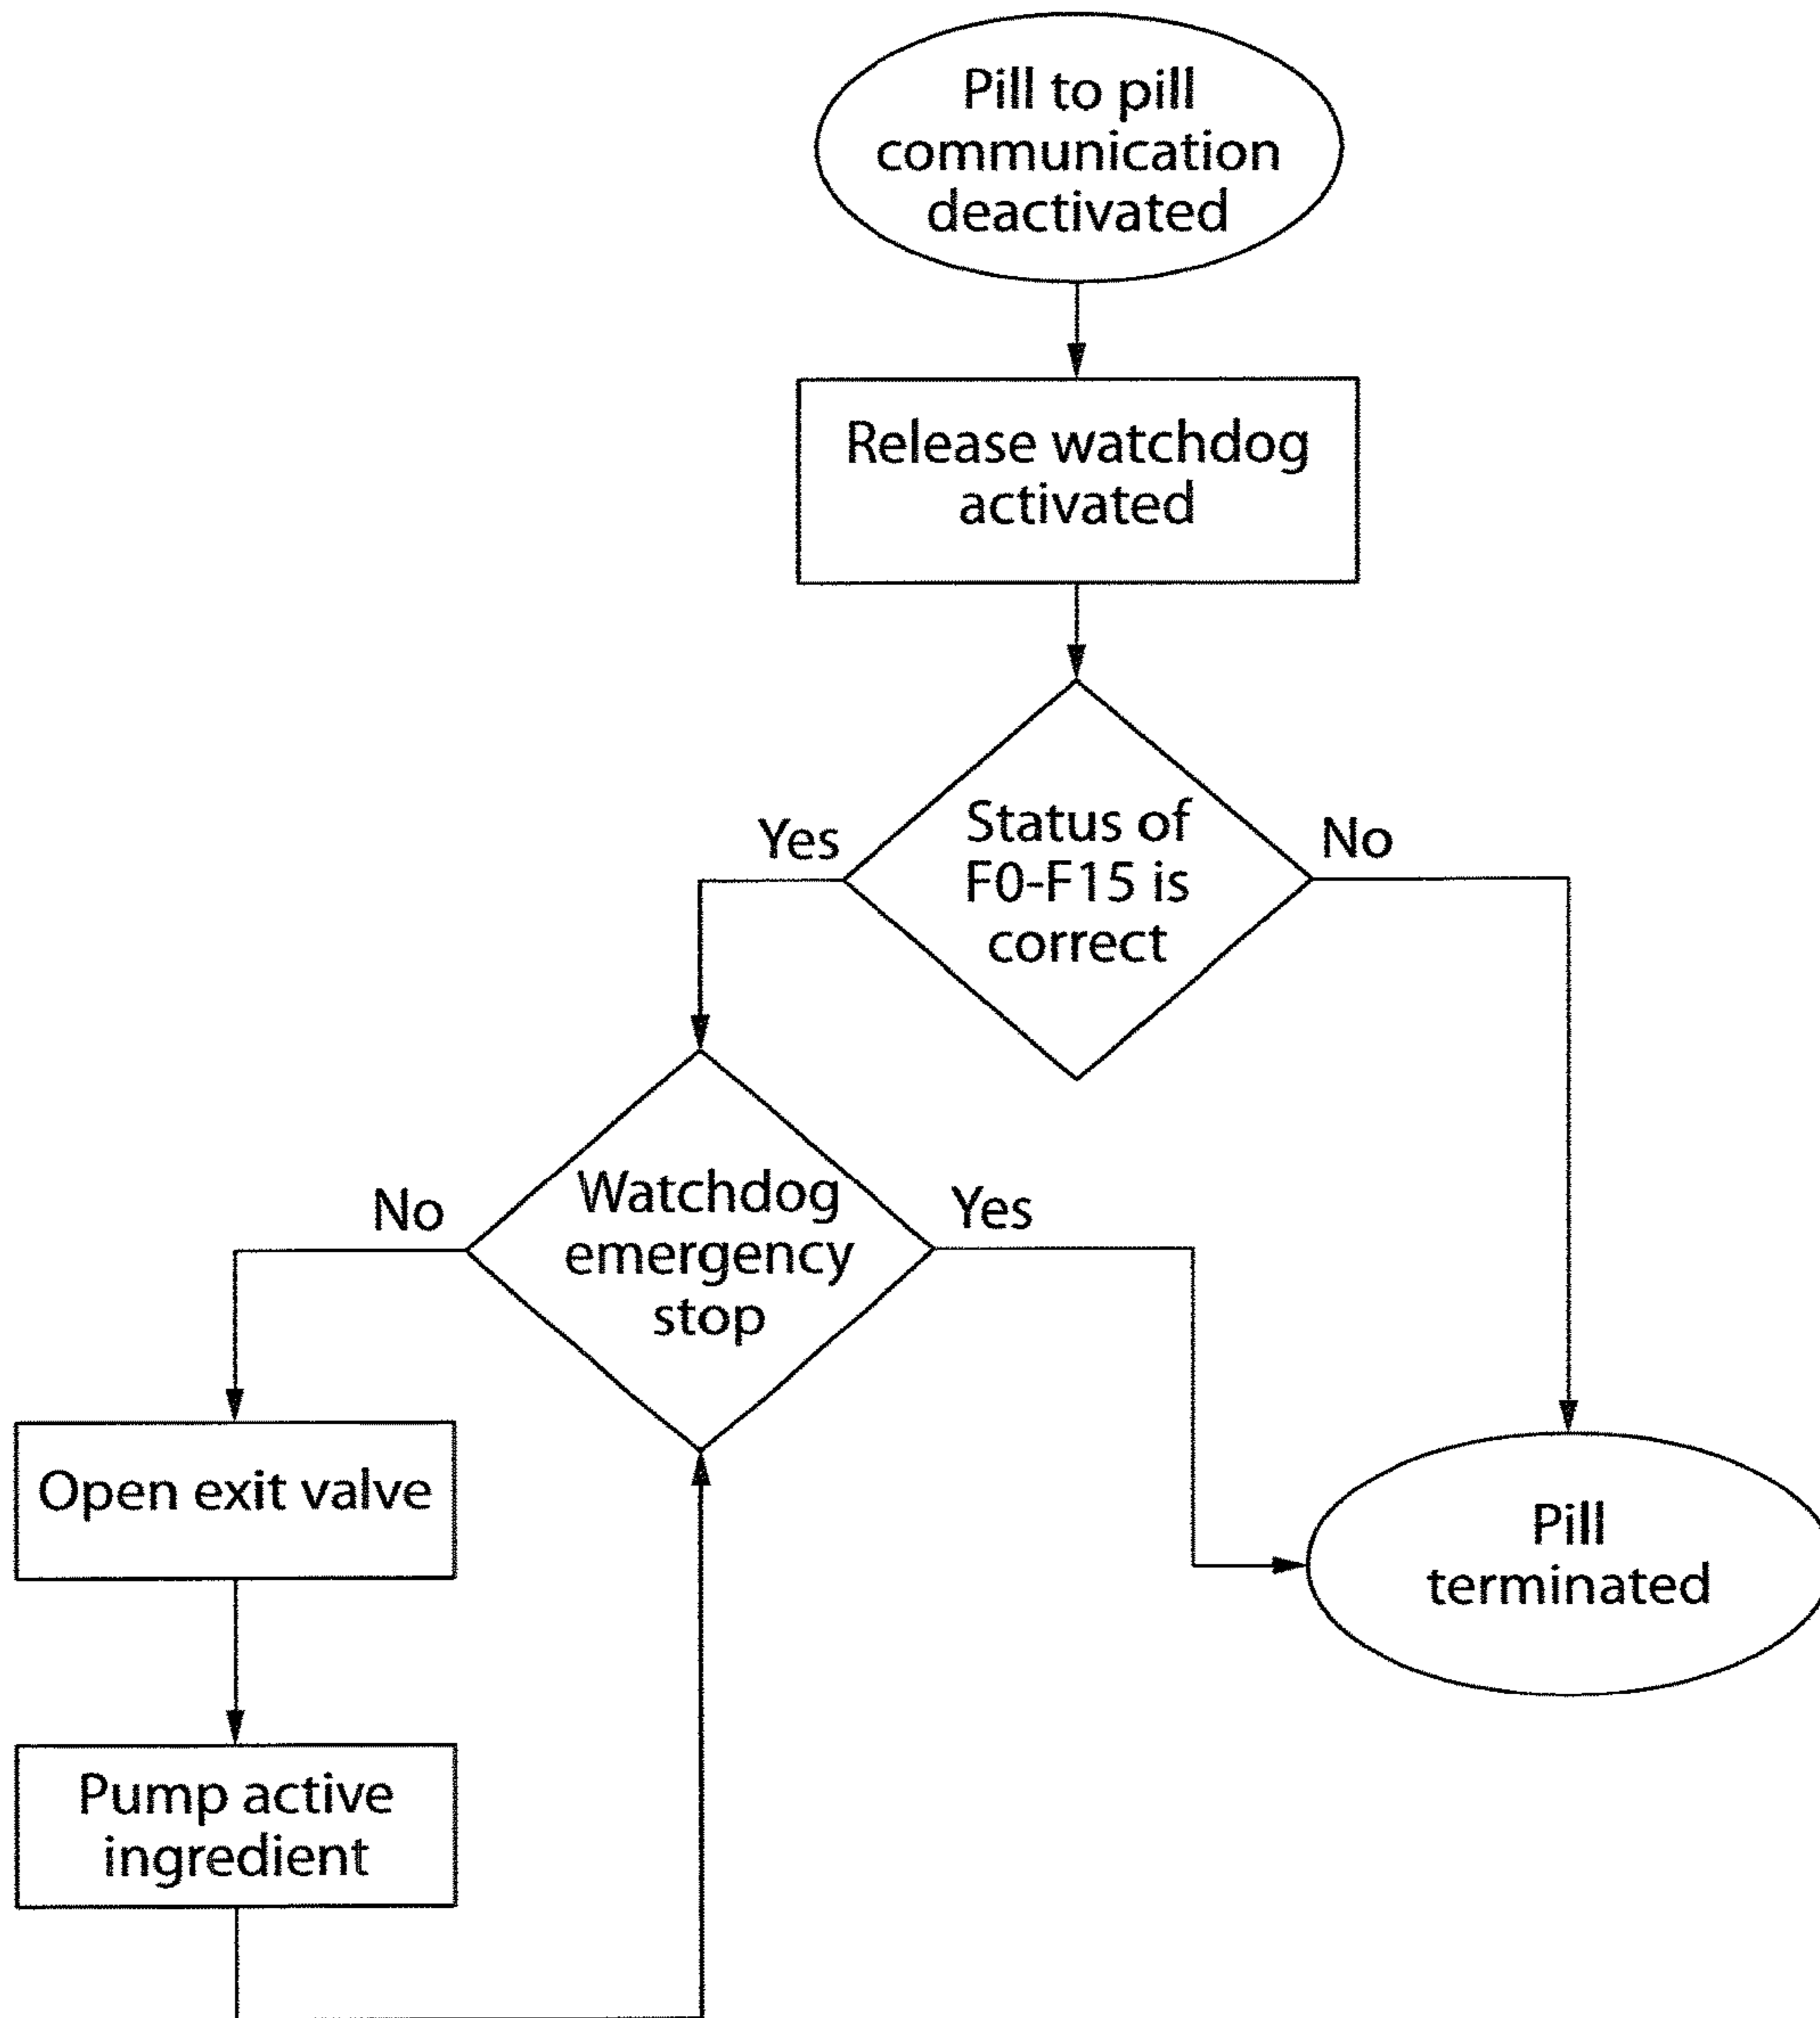 Pill to pill
communication
deactivated
Release watchdog
activated
Status of
F0-F15 is
correct
Yes
No
Watchdog
emergency
stop
No
Yes
Open exit valve
Pill
terminated
Pump active
ingredient